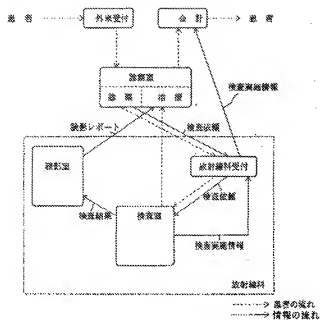 患者
外来受付
会計
患者
診察室
診察
治療
検査実施情報
読影レポート
検査依頼
読影室
放射線科受付
検査依頼
検査結果
検査室
検査実施情報
放射線科
患者の流れ
情報の流れ